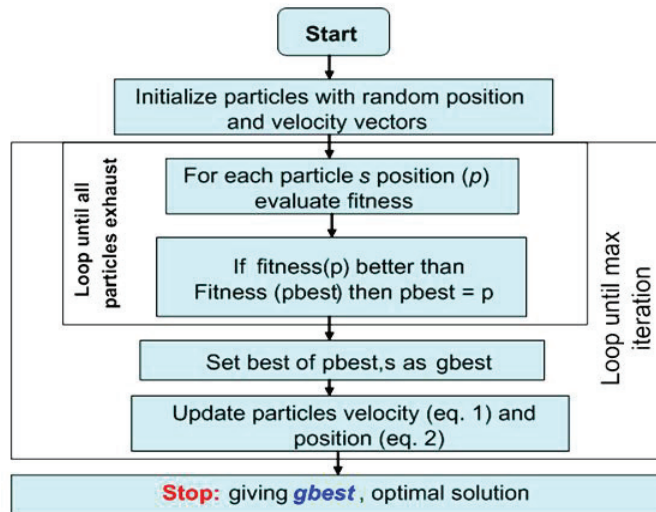 Start
Initialize particles with random position
and velocity vectors
For each particle s position (p)
evaluate fitness
If fitness(p) better than
Fitness (pbest) then pbest = p
Loop until all
particles exhaust
Set best of pbest,s as gbest
Update particles velocity (eq. 1) and
position (eq. 2)
Loop until max
iteration
Stop: giving gbest, optimal solution